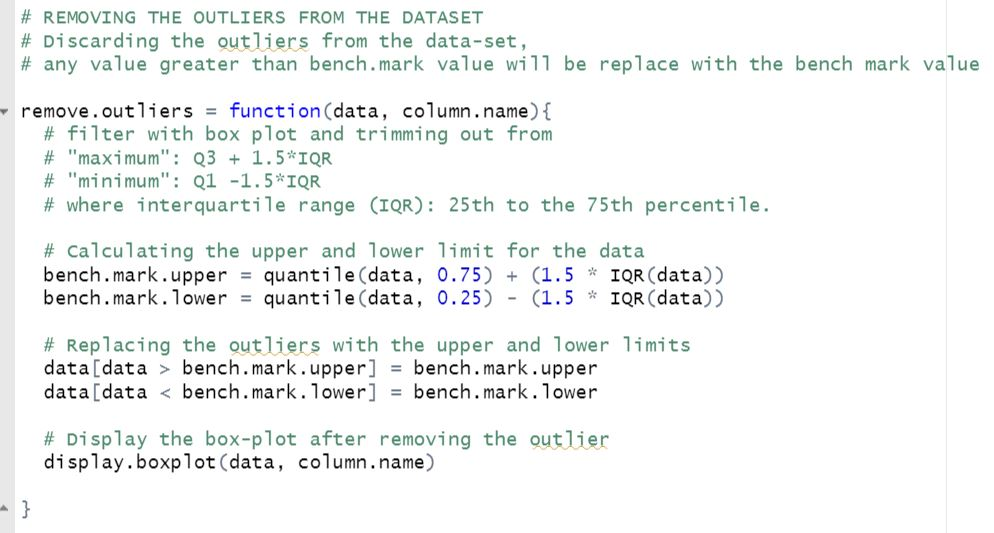 # REMOVING THE OUTLIERS FROM THE DATASET
# Discarding the outliers from the data-set,
# any value greater than bench.mark value will be replace with the bench mark value
remove.outliers = function(data, column.name){
# filter with box plot and trimming out from
# "maximum": Q3 + 1.5*IQR
# "minimum": Q1 -1.5*IQR
# where interquartile range (IQR): 25th to the 75th percentile.
# Calculating the upper and lower limit for the data
bench.mark.upper = quantile(data, 0.75) + (1.5 * IQR(data))
bench.mark.lower = quantile(data, 0.25) - (1.5 * IQR(data))
# Replacing the outliers with the upper and lower limits
data[data > bench.mark.upper] = bench.mark.upper
data[data < bench.mark.lower] = bench.mark.lower
# Display the box-plot after removing the outlier
display.boxplot(data, column.name)
}